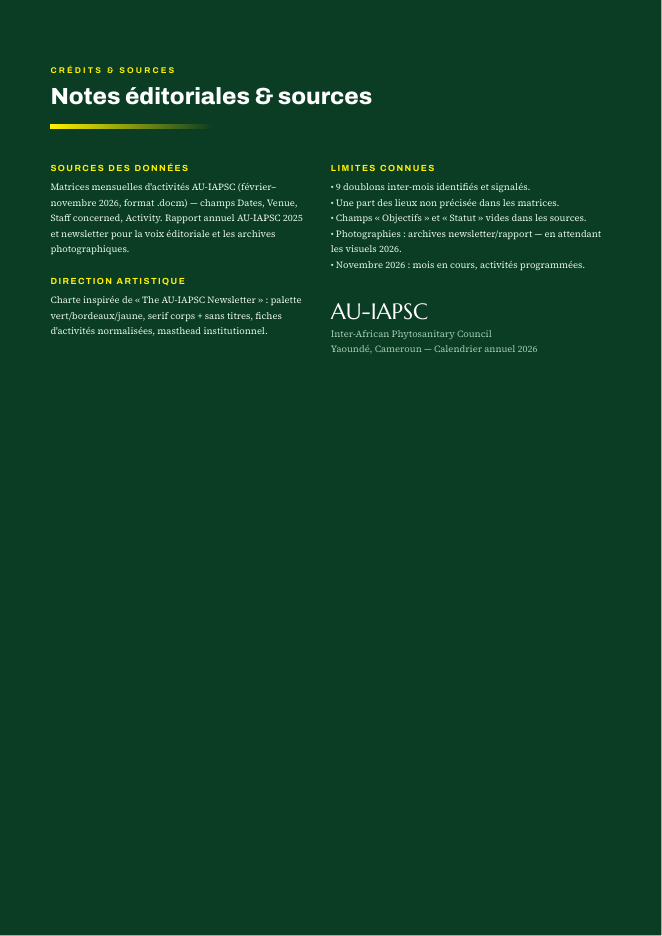 CRÉDITS & SOURCES
Notes éditoriales & sources
SOURCES DES DONNÉES
Matrices mensuelles d'activités AU-IAPSC (février–
novembre 2026, format .docm) — champs Dates, Venue,
Staff concerned, Activity. Rapport annuel AU-IAPSC 2025
et newsletter pour la voix éditoriale et les archives
photographiques.
DIRECTION ARTISTIQUE
Charte inspirée de « The AU-IAPSC Newsletter » : palette
vert/bordeaux/jaune, serif corps + sans titres, fiches
d'activités normalisées, masthead institutionnel.
LIMITES CONNUES
• 9 doublons inter-mois identifiés et signalés.
• Une part des lieux non précisée dans les matrices.
• Champs « Objectifs » et « Statut » vides dans les sources.
• Photographies : archives newsletter/rapport — en attendant
les visuels 2026.
• Novembre 2026 : mois en cours, activités programmées.
AU-IAPSC
Inter-African Phytosanitary Council
Yaoundé, Cameroun — Calendrier annuel 2026